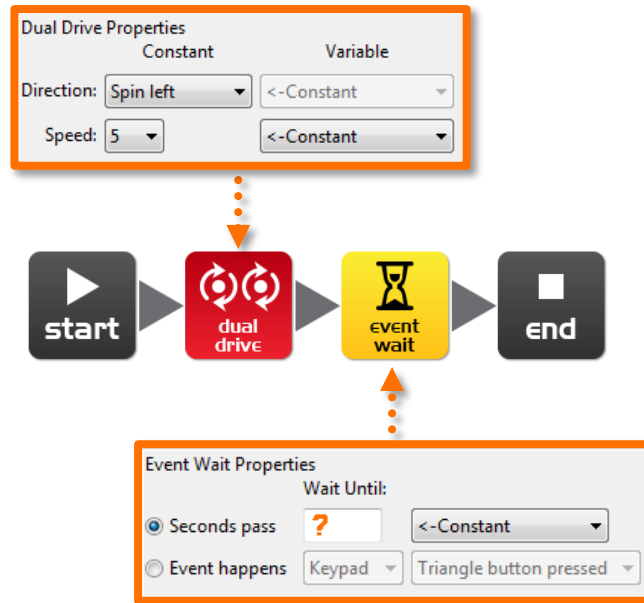 Dual Drive Properties
Constant Variable
Direction: Spin left <-Constant
Speed: 5 <-Constant
start
dual
drive
event
wait
end
Event Wait Properties
Wait Until:
Seconds pass ? <-Constant
Event happens Keypad Triangle button pressed